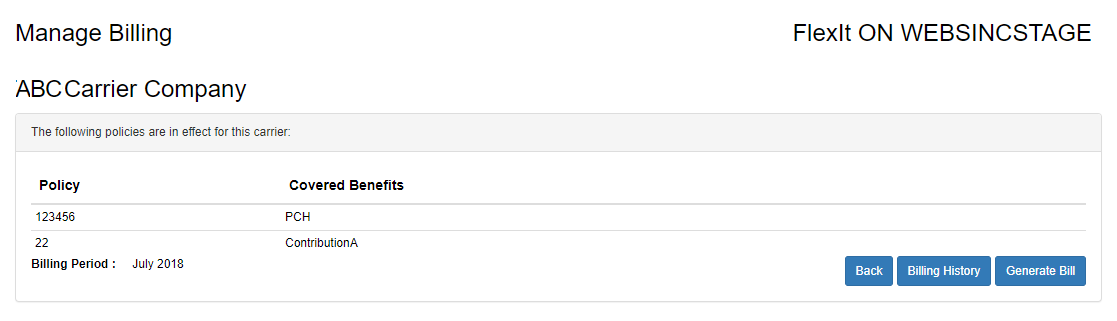 Manage Billing FlexIt ON WEBSINCSTAGE
ABC Carrier Company
The following policies are in effect for this carrier:
Policy Covered Benefits
123456 PCH
22 ContributionA
Billing Period : July 2018
Back Billing History Generate Bill